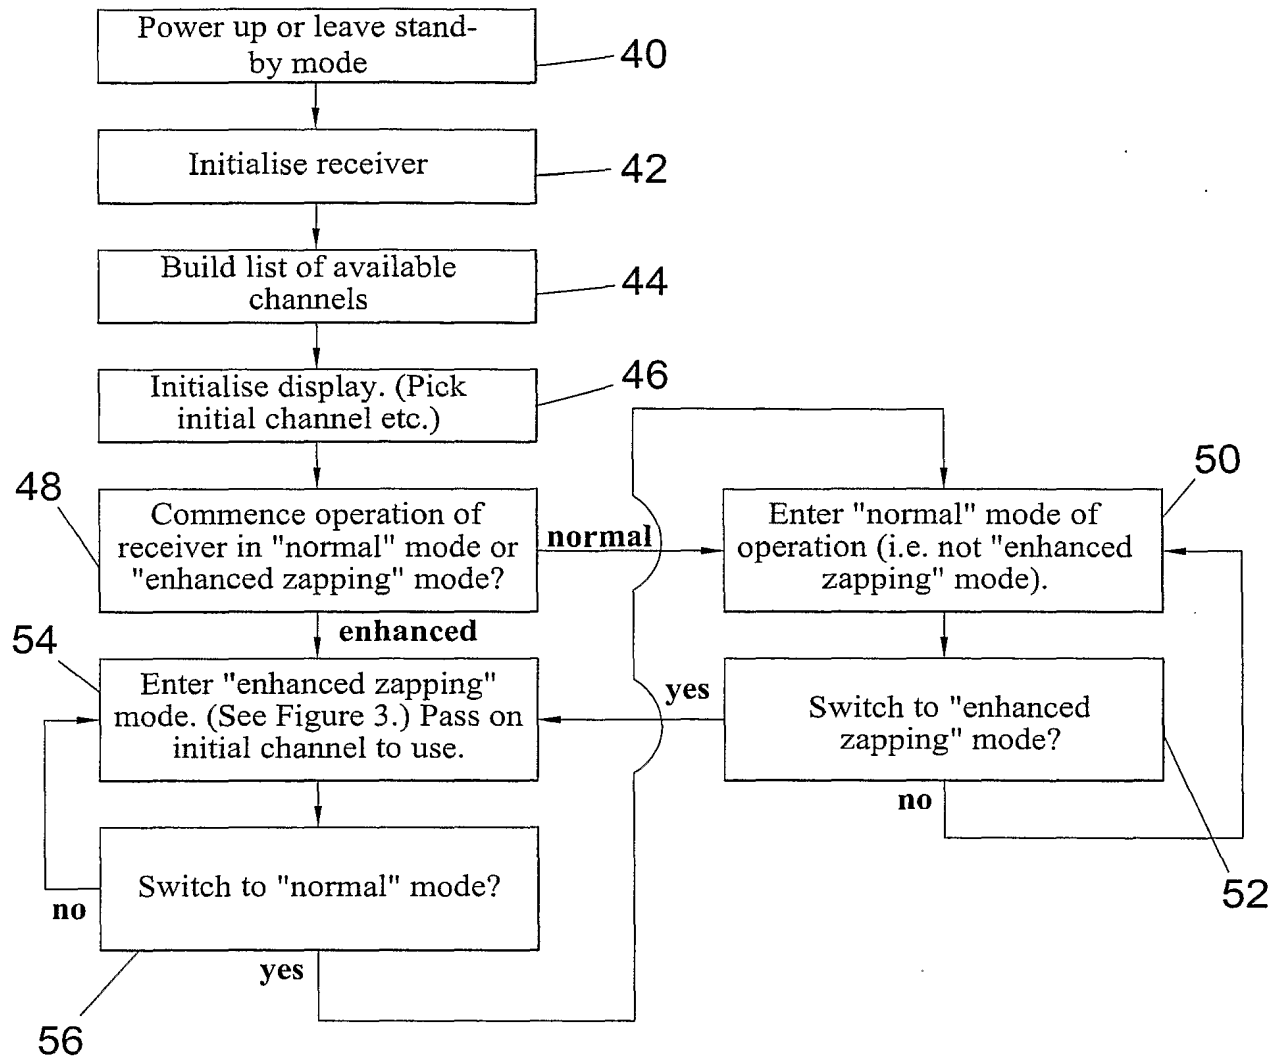 Power up or leave stand-
by mode
40
Initialise receiver
42
Build list of available
channels
44
Initialise display. (Pick
initial channel etc.)
46
48
Commence operation of
receiver in "normal" mode or
"enhanced zapping" mode?
normal
enhanced
50
Enter "normal" mode of
operation (i.e. not "enhanced
zapping" mode).
54
Enter "enhanced zapping"
mode. (See Figure 3.) Pass on
initial channel to use.
yes
Switch to "enhanced
zapping" mode?
no
52
Switch to "normal" mode?
no
yes
56